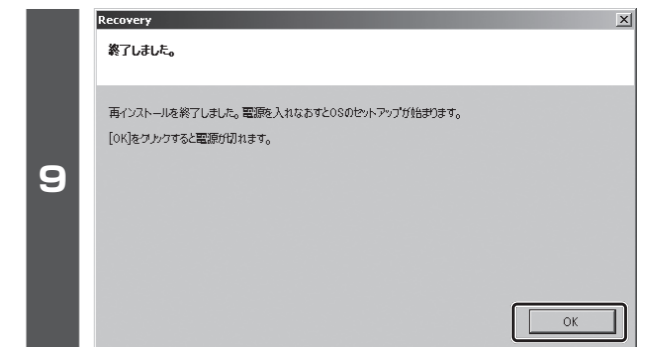 Recovery
終了しました。
再インストールを終了しました。電源を入れなおすとOSのセットアップが始まります。
[OK]をクリックすると電源が切れます。
9
OK